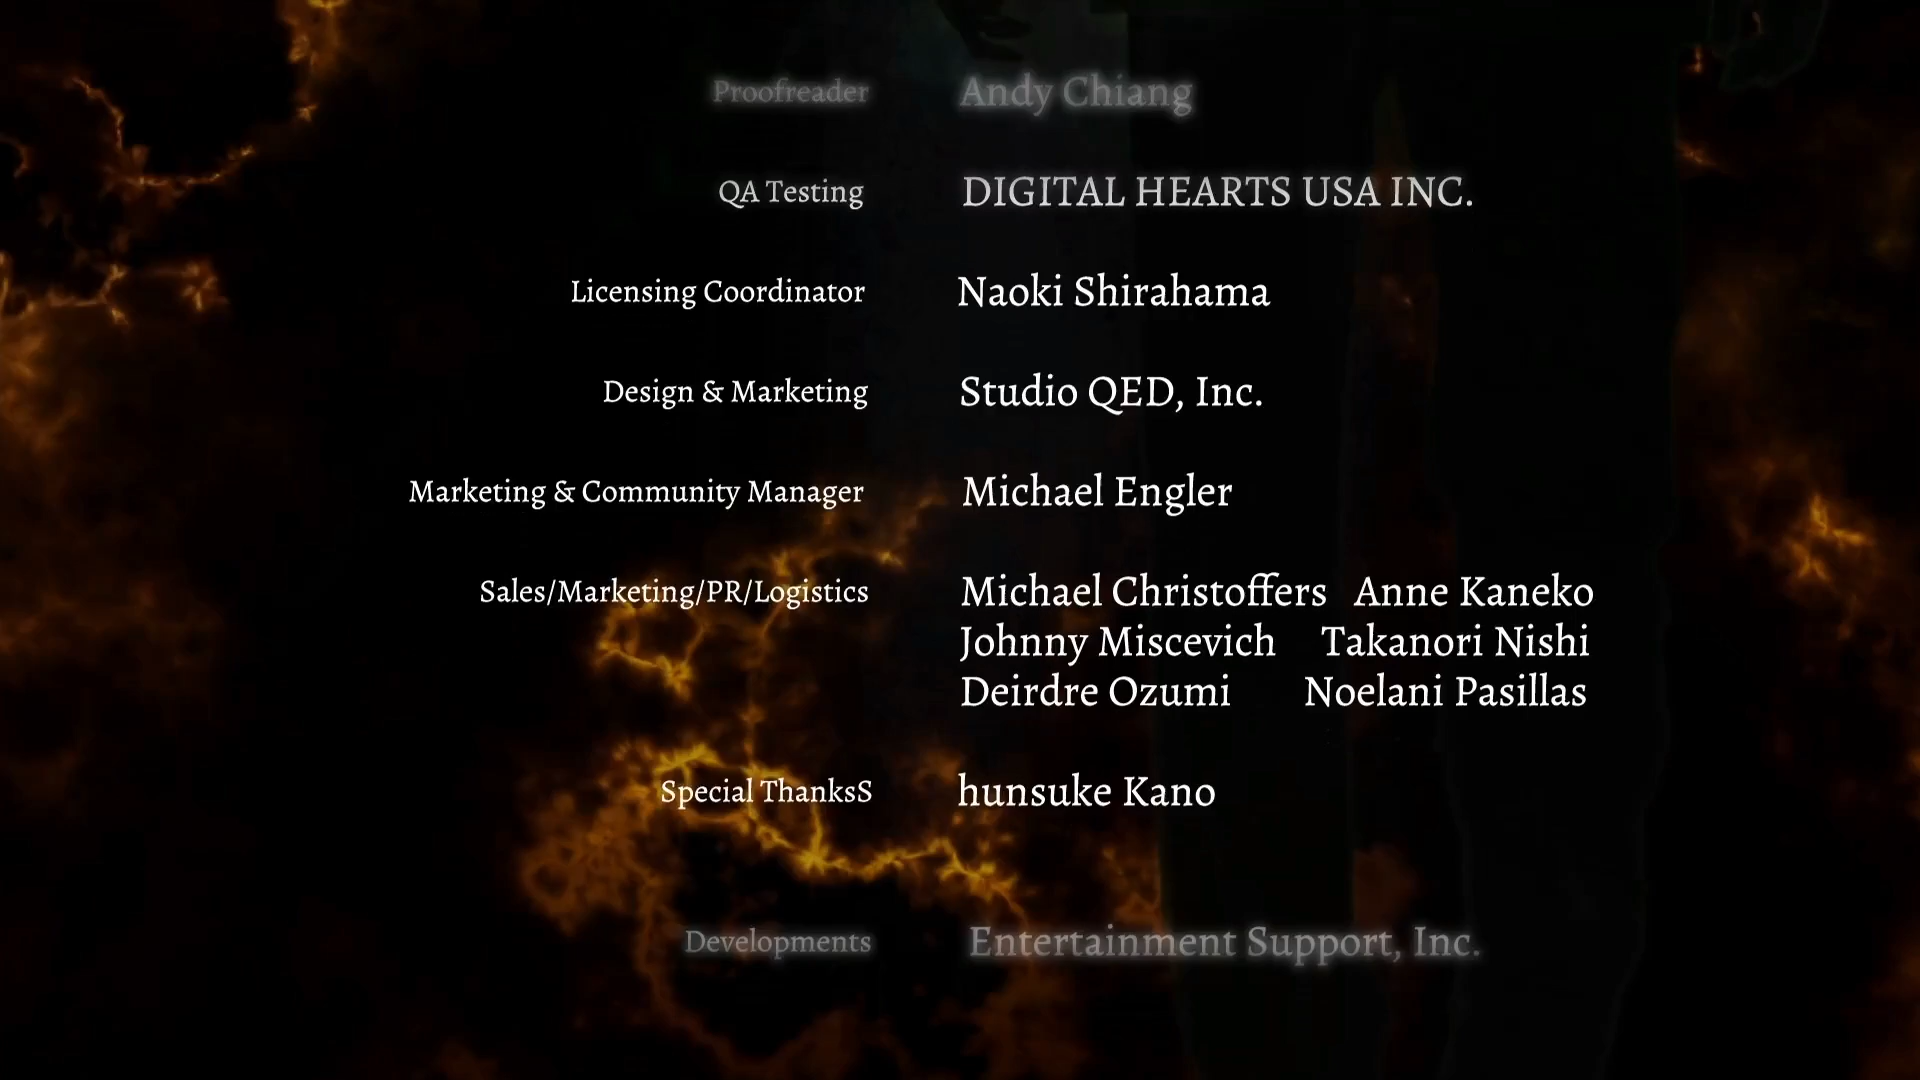 Proofreader Andy Chiang
QA Testing DIGITAL HEARTS USA INC.
Licensing Coordinator Naoki Shirahama
Design & Marketing Studio QED, Inc.
Marketing & Community Manager Michael Engler
Sales/Marketing/PR/Logistics Michael Christoffers Anne Kaneko
Johnny Miscevich Takanori Nishi
Deirdre Ozumi Noelani Pasillas
Special ThanksS hunsuke Kano
Developments Entertainment Support, Inc.